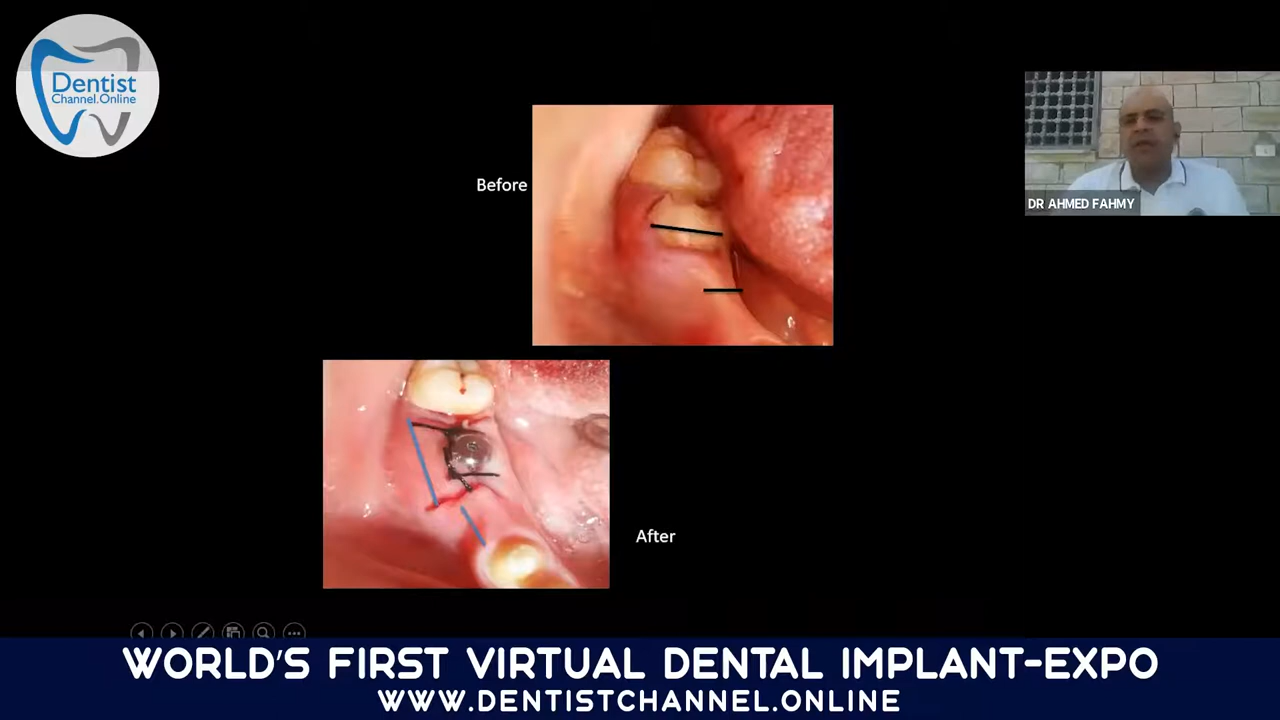 Dentist
Channel.Online
Before
DR AHMED FAHMY
After
WORLD'S FIRST VIRTUAL DENTAL IMPLANT-EXPO
WWW.DENTISTCHANNEL.ONLINE